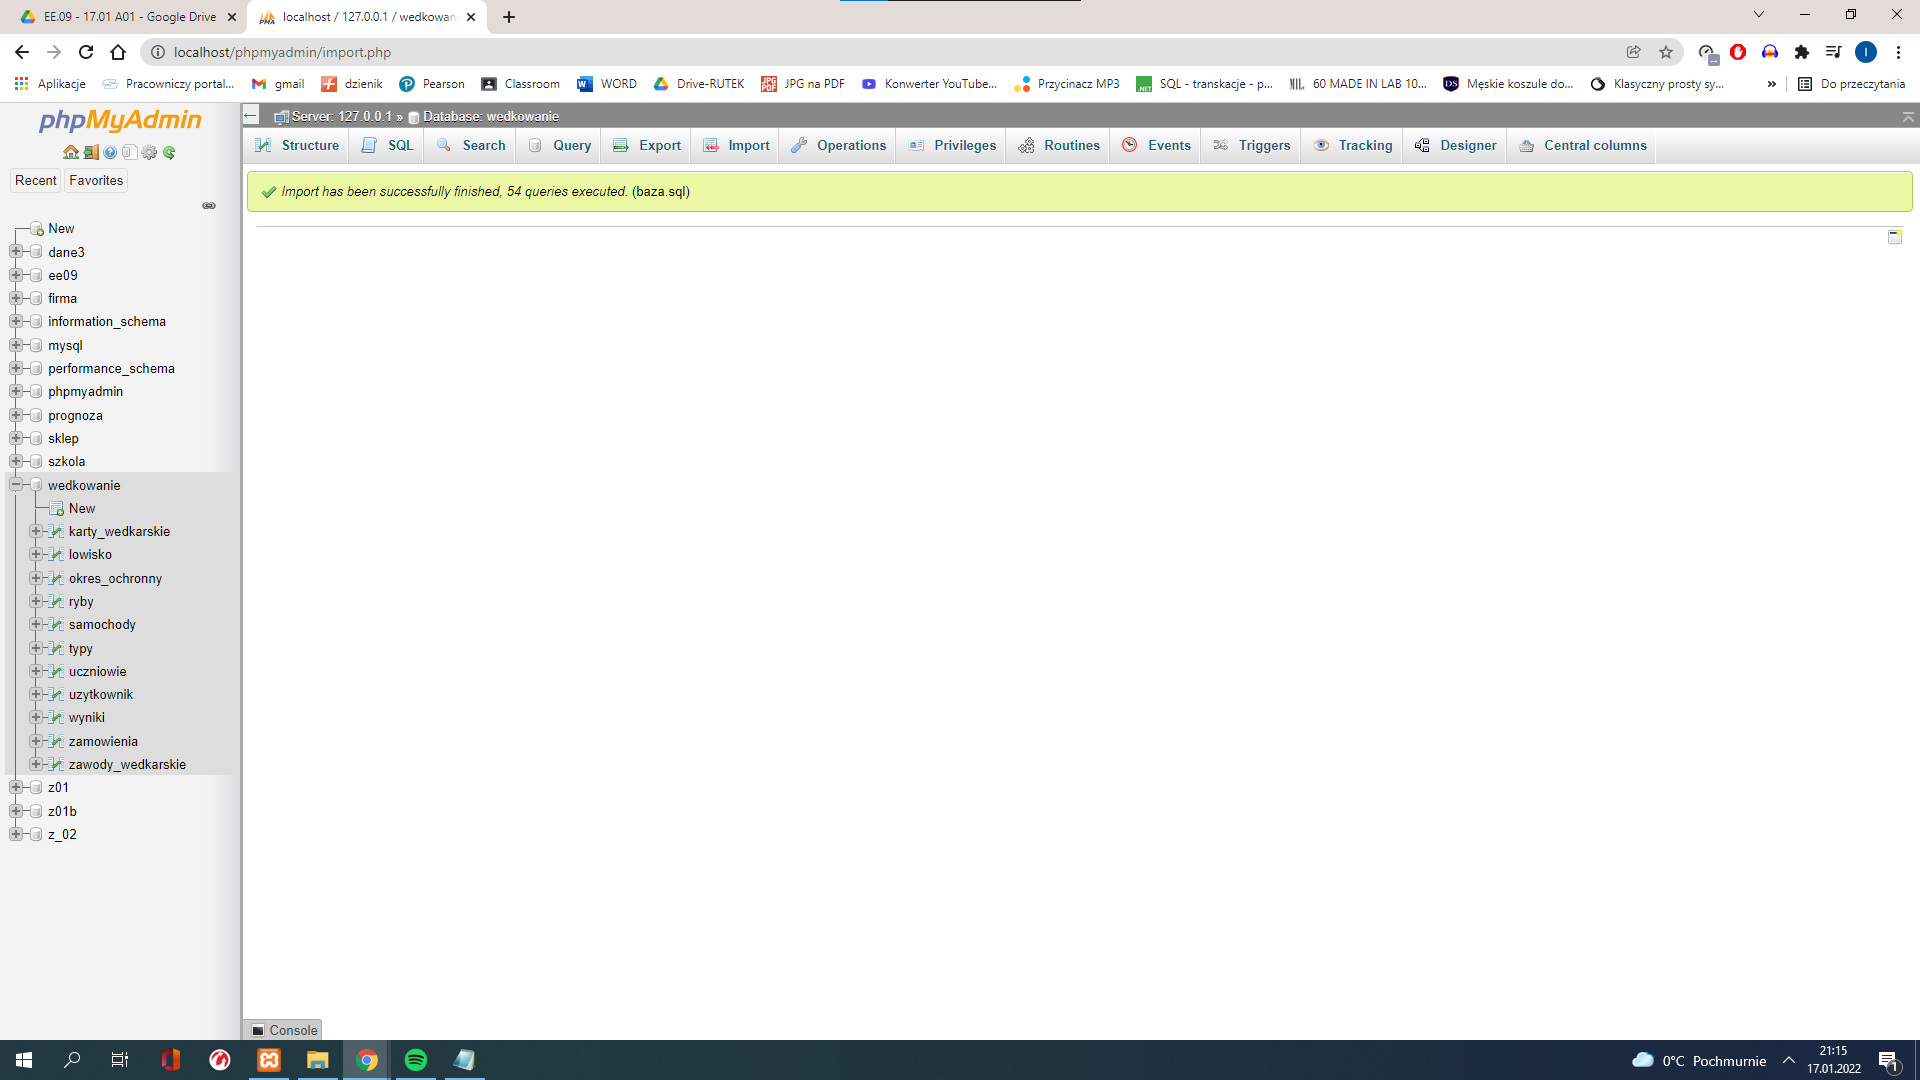 EE.09 - 17.01 A01 - Google Drive
localhost / 127.0.0.1 / wedkowan
localhost/phpmyadmin/import.php
Aplikacje
Pracowniczy portal...
gmail
dzienik
Pearson
Classroom
WORD
Drive-RUTEK
JPG na PDF
Konwerter YouTube...
Przycinacz MP3
SQL - transkacje - p...
60 MADE IN LAB 10...
Męskie koszule do...
Klasyczny prosty sy...
»
Do przeczytania
phpMyAdmin
Server: 127.0.0.1 » Database: wedkowanie
Structure
SQL
Search
Query
Export
Import
Operations
Privileges
Routines
Events
Triggers
Tracking
Designer
Central columns
Recent
Favorites
Import has been successfully finished, 54 queries executed. (baza.sql)
New
dane3
ee09
firma
information_schema
mysql
performance_schema
phpmyadmin
prognoza
sklep
szkola
wedkowanie
New
karty_wedkarskie
lowisko
okres_ochronny
ryby
samochody
typy
uczniowie
uzytkownik
wyniki
zamowienia
zawody_wedkarskie
z01
z01b
z_02
Console
0°C Pochmurnie
21:15
17.01.2022
1